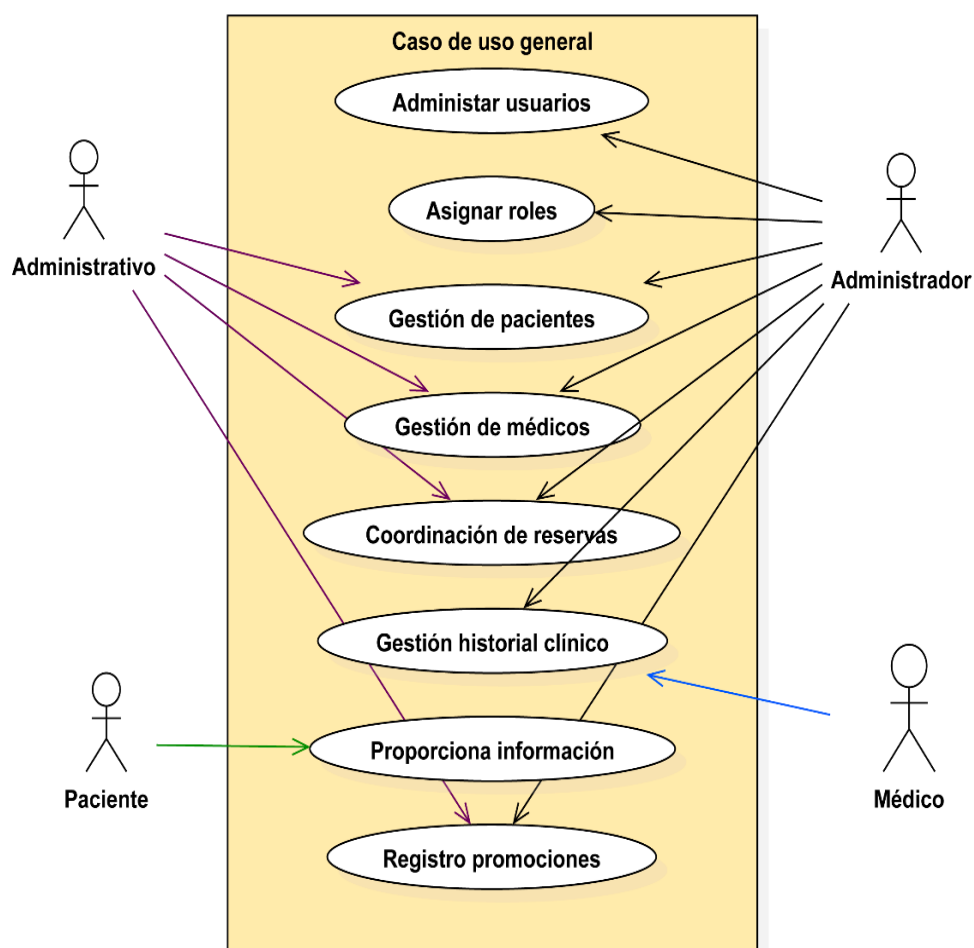 Caso de uso general
Administar usuarios
Asignar roles
Administrativo
Administrador
Gestión de pacientes
Gestión de médicos
Coordinación de reservas
Gestión historial clínico
Proporciona información
Paciente
Médico
Registro promociones